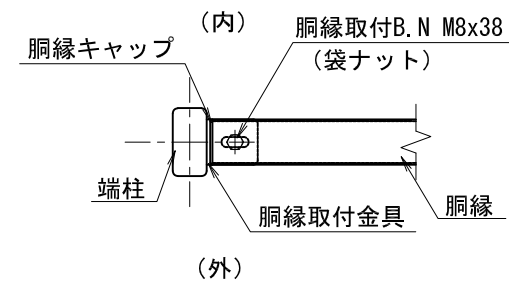 （内）
胴縁取付B.N M8x38
（袋ナット）
胴縁キャップ
端柱
胴縁取付金具
胴縁
（外）